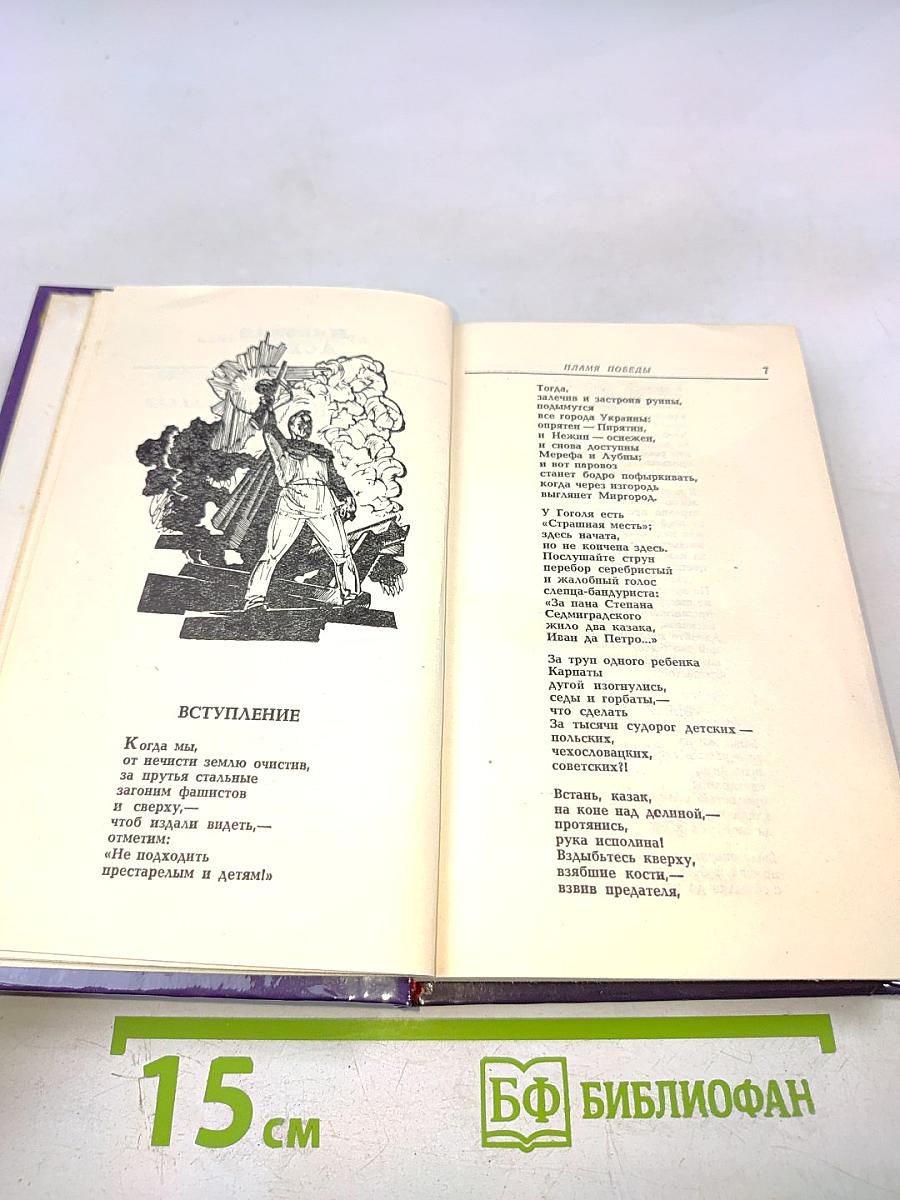 ВСТУПЛЕНИЕ
Когда мы,
от нечисти землю очистив,
за прутья стальные
загоним фашистов
и сверху,—
чтоб издали видеть,—
отметим:
«Не подходить
престарелым и детям!»
ПЛАМЯ ПОБЕДЫ 7
Тогда,
залечив и застроив руины,
подымутся
все города Украины:
опрятен — Пирятин,
и Нежин — оснежен,
и снова доступны
Мерефа и Лубны;
и вот паровоз
станет бодро пофыркивать,
когда через изгородь
выглянет Миргород.
У Гоголя есть
«Страшная месть»;
здесь начата,
но не кончена здесь.
Послушайте струн
перебор серебристый
и жалобный голос
слепца-бандуриста:
«За пана Степана
Седмиградского
жило два казака,
Иван да Петро...»
За труп одного ребенка
Карпаты
дугой изогнулись,
седы и горбаты,—
что сделать
За тысячи судорог детских —
польских,
чехословацких,
советских?!
Встань, казак,
на коне над долиной,—
протянись,
рука исполина!
Вздыбьтесь кверху,
взябшие кости,—
взвив предателя,
15 см
БФ БИБЛИОФАН